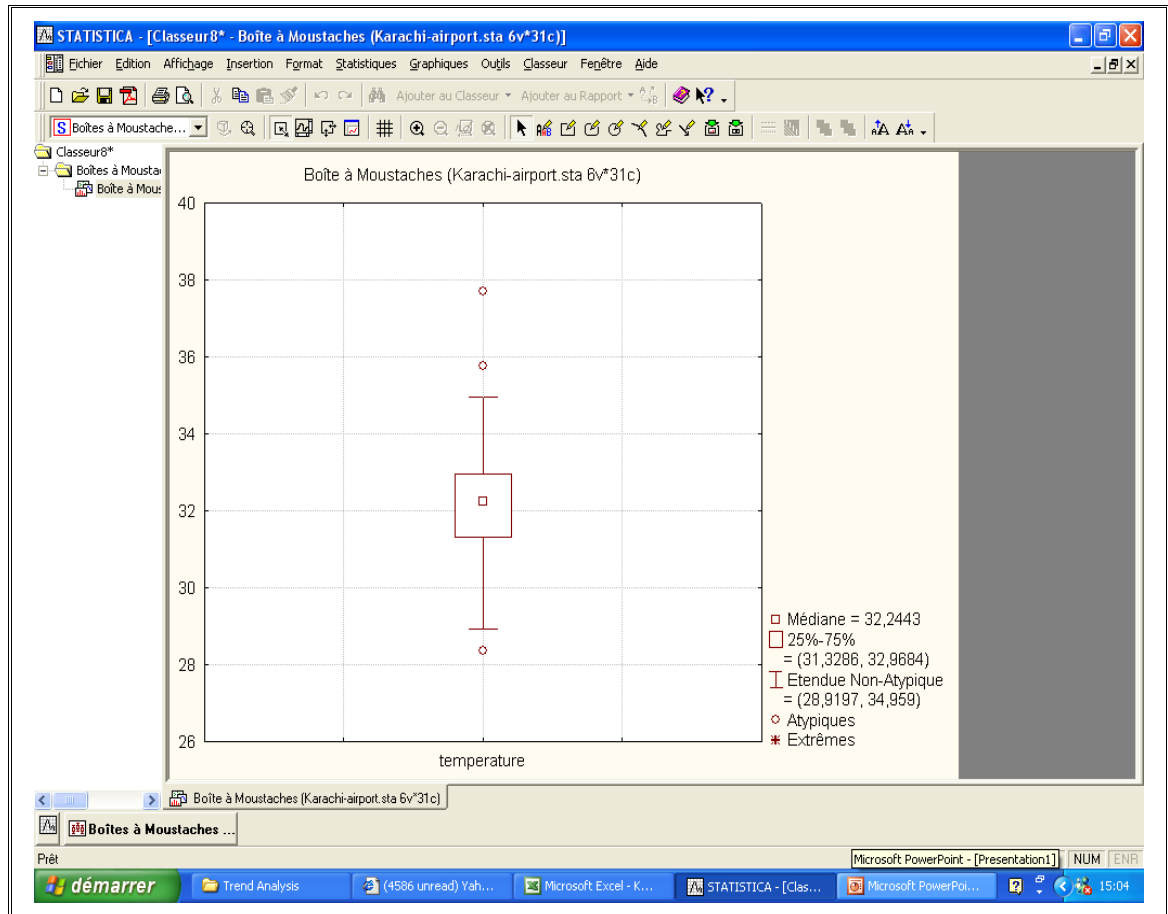 STATISTICA - [Classeur8* - Boîte à Moustaches (Karachi-airport.sta 6v*31c)]
Fichier Edition Affichage Insertion Format Statistiques Graphiques Outils Classeur Fenêtre Aide
Ajouter au Classeur Ajouter au Rapport
Boîtes à Moustache...
Classeur8*
Boîtes à Mousta
Boîte à Mous
Boîte à Moustaches (Karachi-airport.sta 6v*31c)
40
38
36
34
32
30
28
26
temperature
Médiane = 32,2443
25%-75%
= (31,3286, 32,9684)
Etendue Non-Atypique
= (28,9197, 34,959)
Atypiques
Extrêmes
Boîte à Moustaches (Karachi-airport.sta 6v*31c)
Boîtes à Moustaches ...
Prêt
Microsoft PowerPoint - [Presentation1]
NUM ENR
démarrer
Trend Analysis
(4586 unread) Yah...
Microsoft Excel - K...
STATISTICA - [Clas...
Microsoft PowerPoi...
15:04